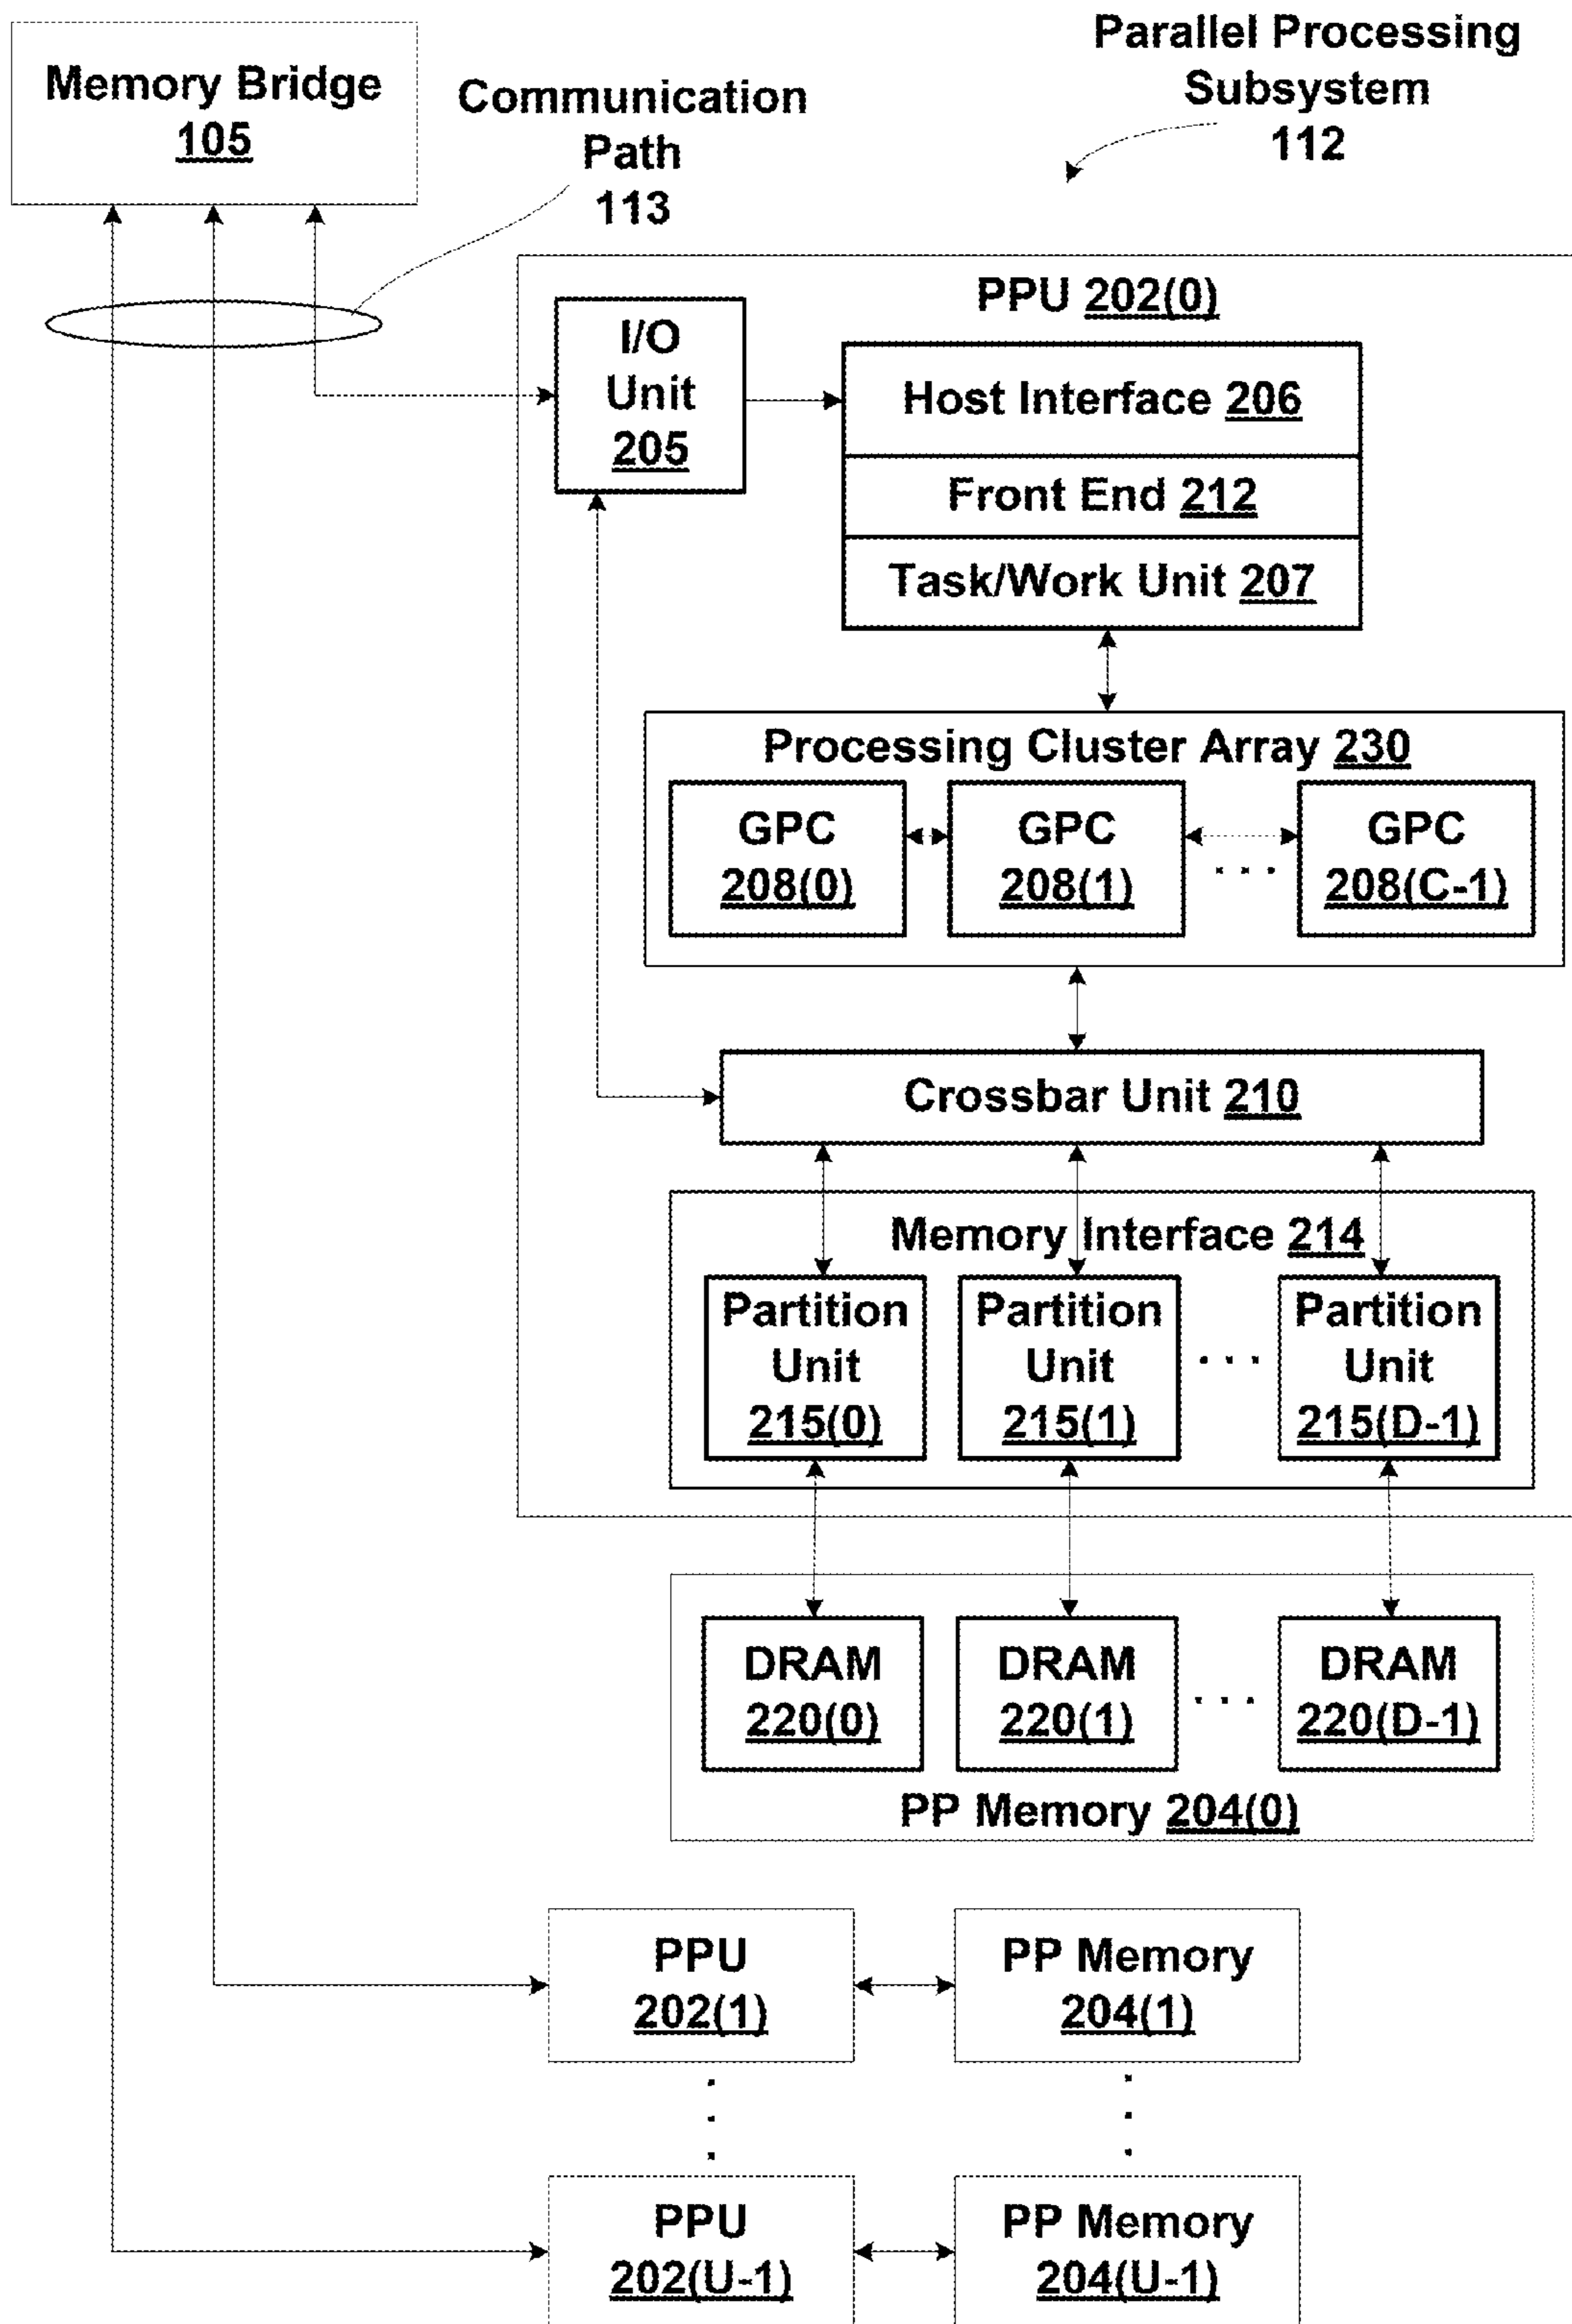 Memory Bridge
105
Communication
Path
113
Parallel Processing
Subsystem
112
PPU 202(0)
I/O
Unit
205
Host Interface 206
Front End 212
Task/Work Unit 207
Processing Cluster Array 230
GPC
208(0)
GPC
208(1)
. . .
GPC
208(C-1)
Crossbar Unit 210
Memory Interface 214
Partition
Unit
215(0)
Partition
Unit
215(1)
. . .
Partition
Unit
215(D-1)
DRAM
220(0)
DRAM
220(1)
. . .
DRAM
220(D-1)
PP Memory 204(0)
PPU
202(1)
PP Memory
204(1)
PPU
202(U-1)
PP Memory
204(U-1)